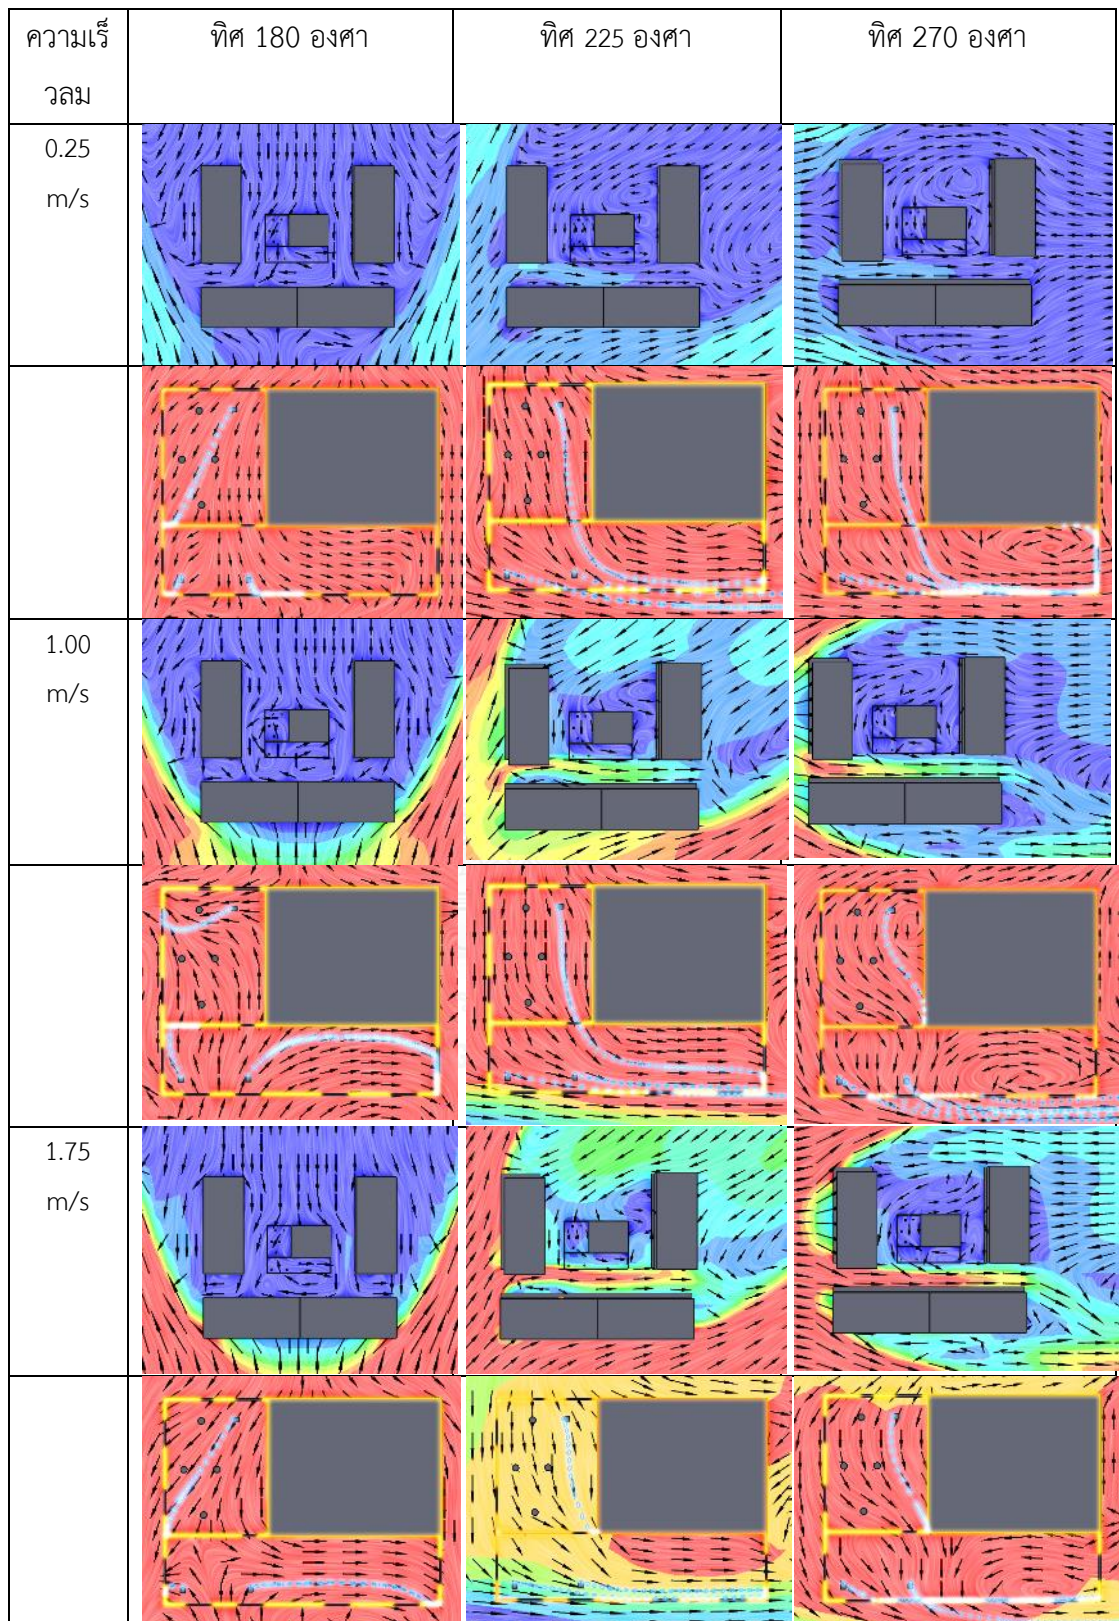 ความเร็
วลม
ทิศ 180 องศา
ทิศ 225 องศา
ทิศ 270 องศา
0.25
m/s
1.00
m/s
1.75
m/s